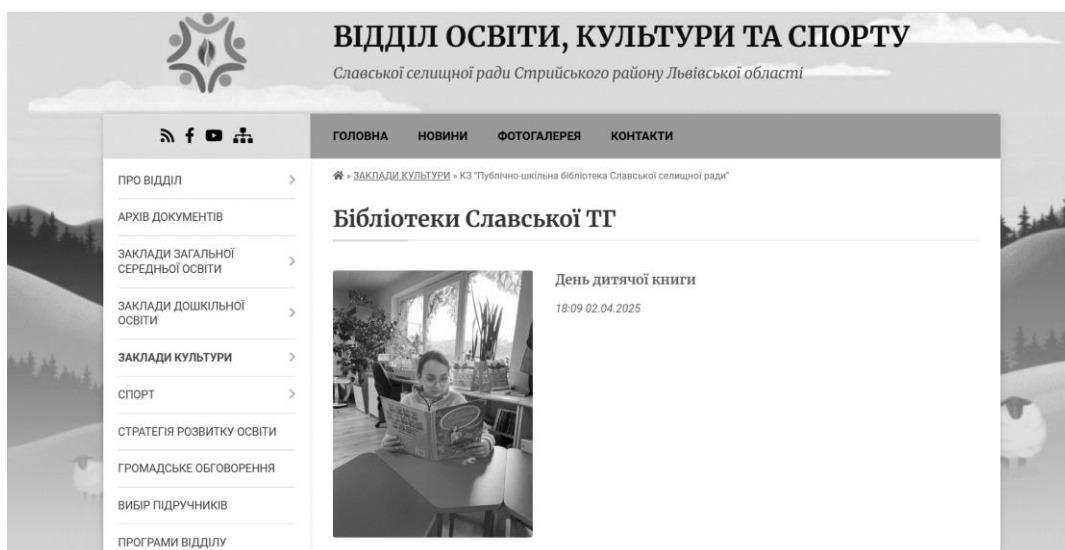 ВІДДІЛ ОСВІТИ, КУЛЬТУРИ ТА СПОРТУ
Славської селищної ради Стрийського району Львівської області
ГОЛОВНА НОВИНИ ФОТОГАЛЕРЕЯ КОНТАКТИ
ПРО ВІДДІЛ
АРХІВ ДОКУМЕНТІВ
ЗАКЛАДИ ЗАГАЛЬНОЇ
СЕРЕДНЬОЇ ОСВІТИ
ЗАКЛАДИ ДОШКІЛЬНОЇ
ОСВІТИ
ЗАКЛАДИ КУЛЬТУРИ
СПОРТ
СТРАТЕГІЯ РОЗВИТКУ ОСВІТИ
ГРОМАДСЬКЕ ОБГОВОРЕННЯ
ВИБІР ПІДРУЧНИКІВ
ПРОГРАМИ ВІДДІЛУ
» ЗАКЛАДИ КУЛЬТУРИ » КЗ "Публічно-шкільна бібліотека Славської селищної ради"
Бібліотеки Славської ТГ
День дитячої книги
18:09 02.04.2025